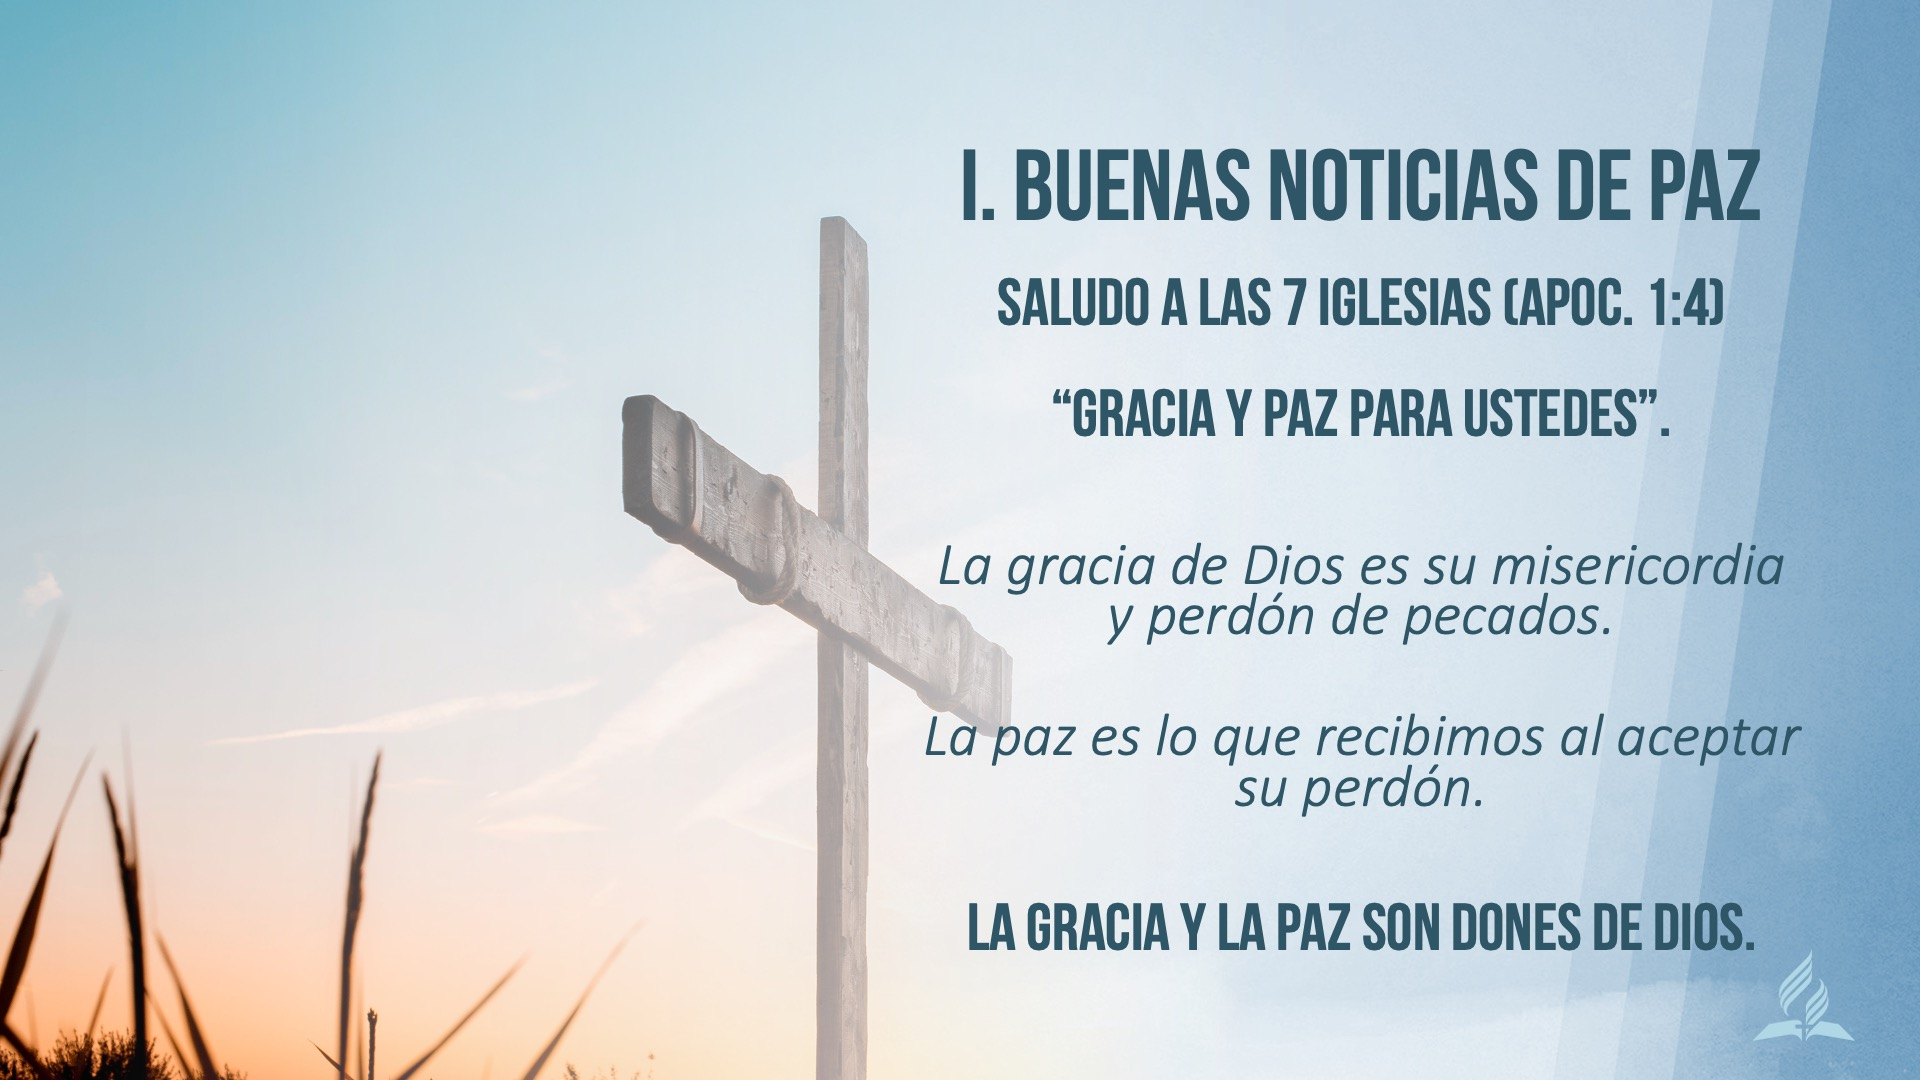 I. BUENAS NOTICIAS DE PAZ
SALUDO A LAS 7 IGLESIAS (APOC. 1:4)
“GRACIA Y PAZ PARA USTEDES”.
La gracia de Dios es su misericordia
y perdón de pecados.
La paz es lo que recibimos al aceptar
su perdón.
LA GRACIA Y LA PAZ SON DONES DE DIOS.